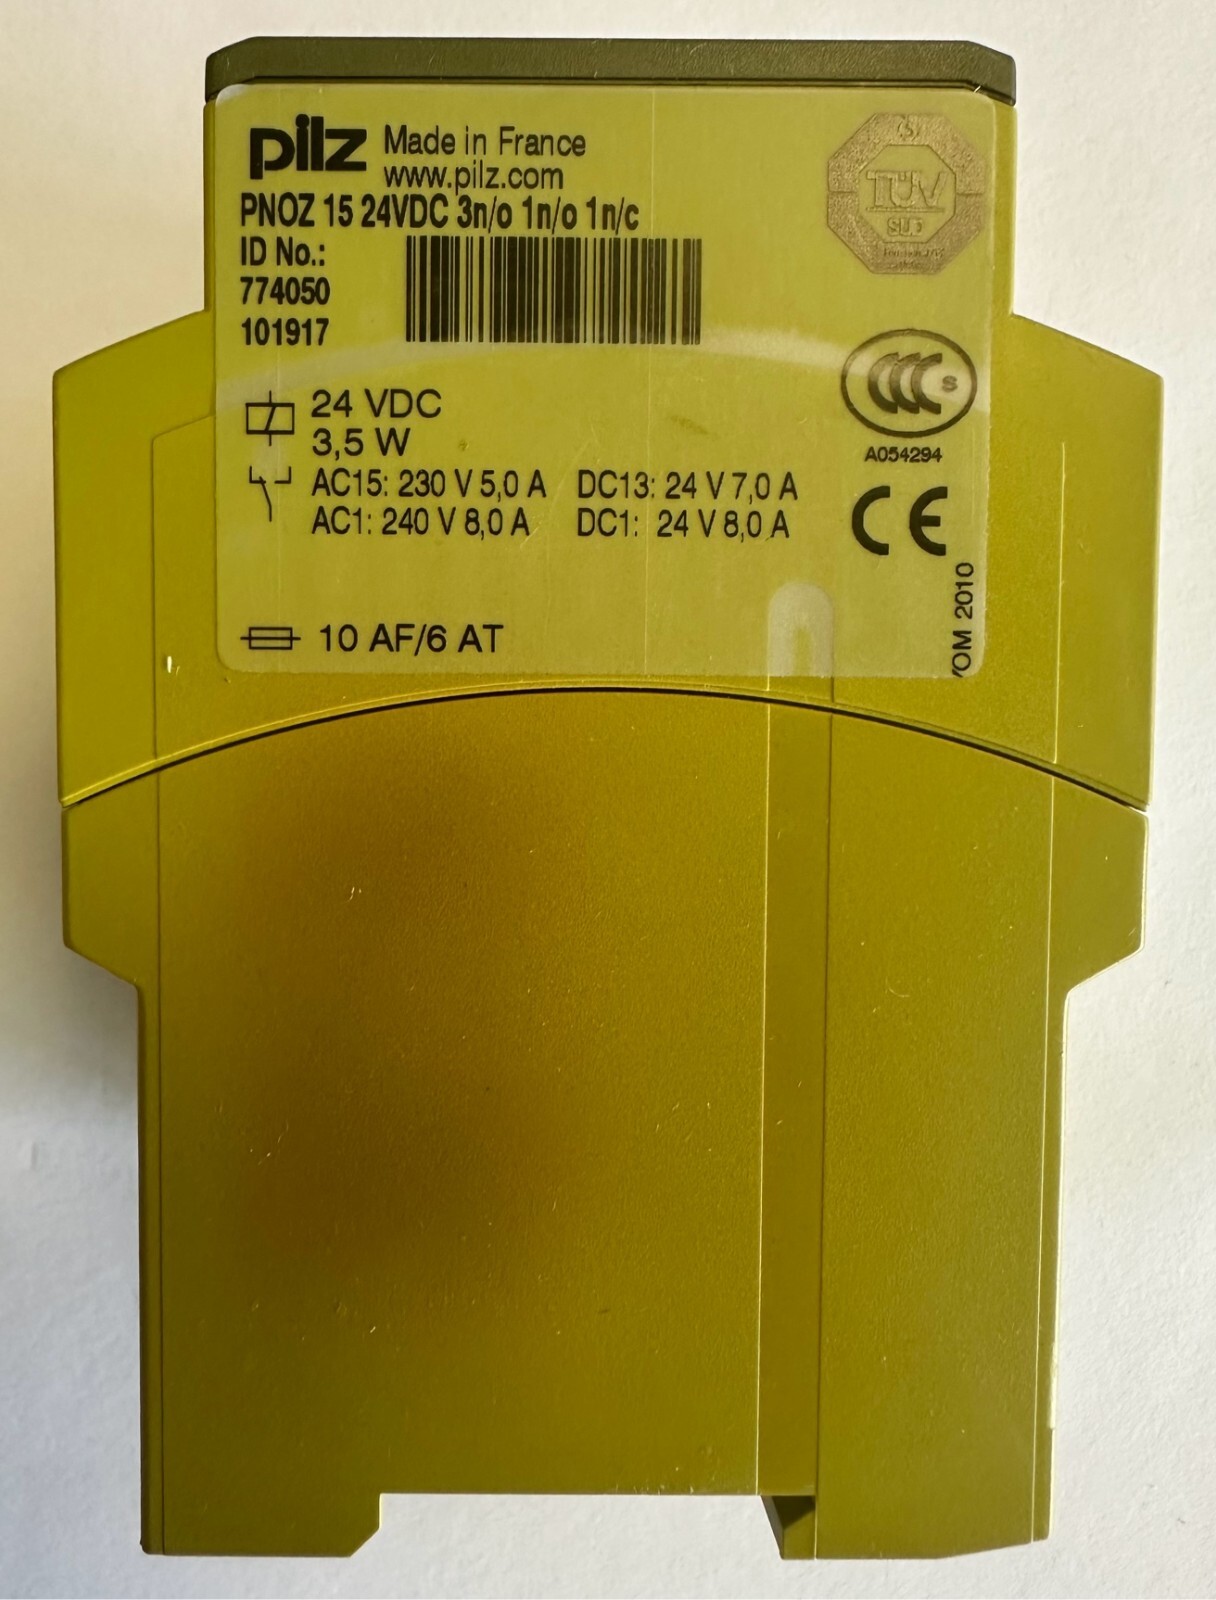 pilz Made in France
www.pilz.com
PNOZ 15 24VDC 3n/o 1n/o 1n/c
ID No.:
774050
101917
24 VDC
3,5 W
AC15: 230 V 5,0 A DC13: 24 V 7,0 A
AC1: 240 V 8,0 A DC1: 24 V 8,0 A
10 AF/6 AT
S
TÜV
SÜD
CCC S
A054294
CE
YOM 2010